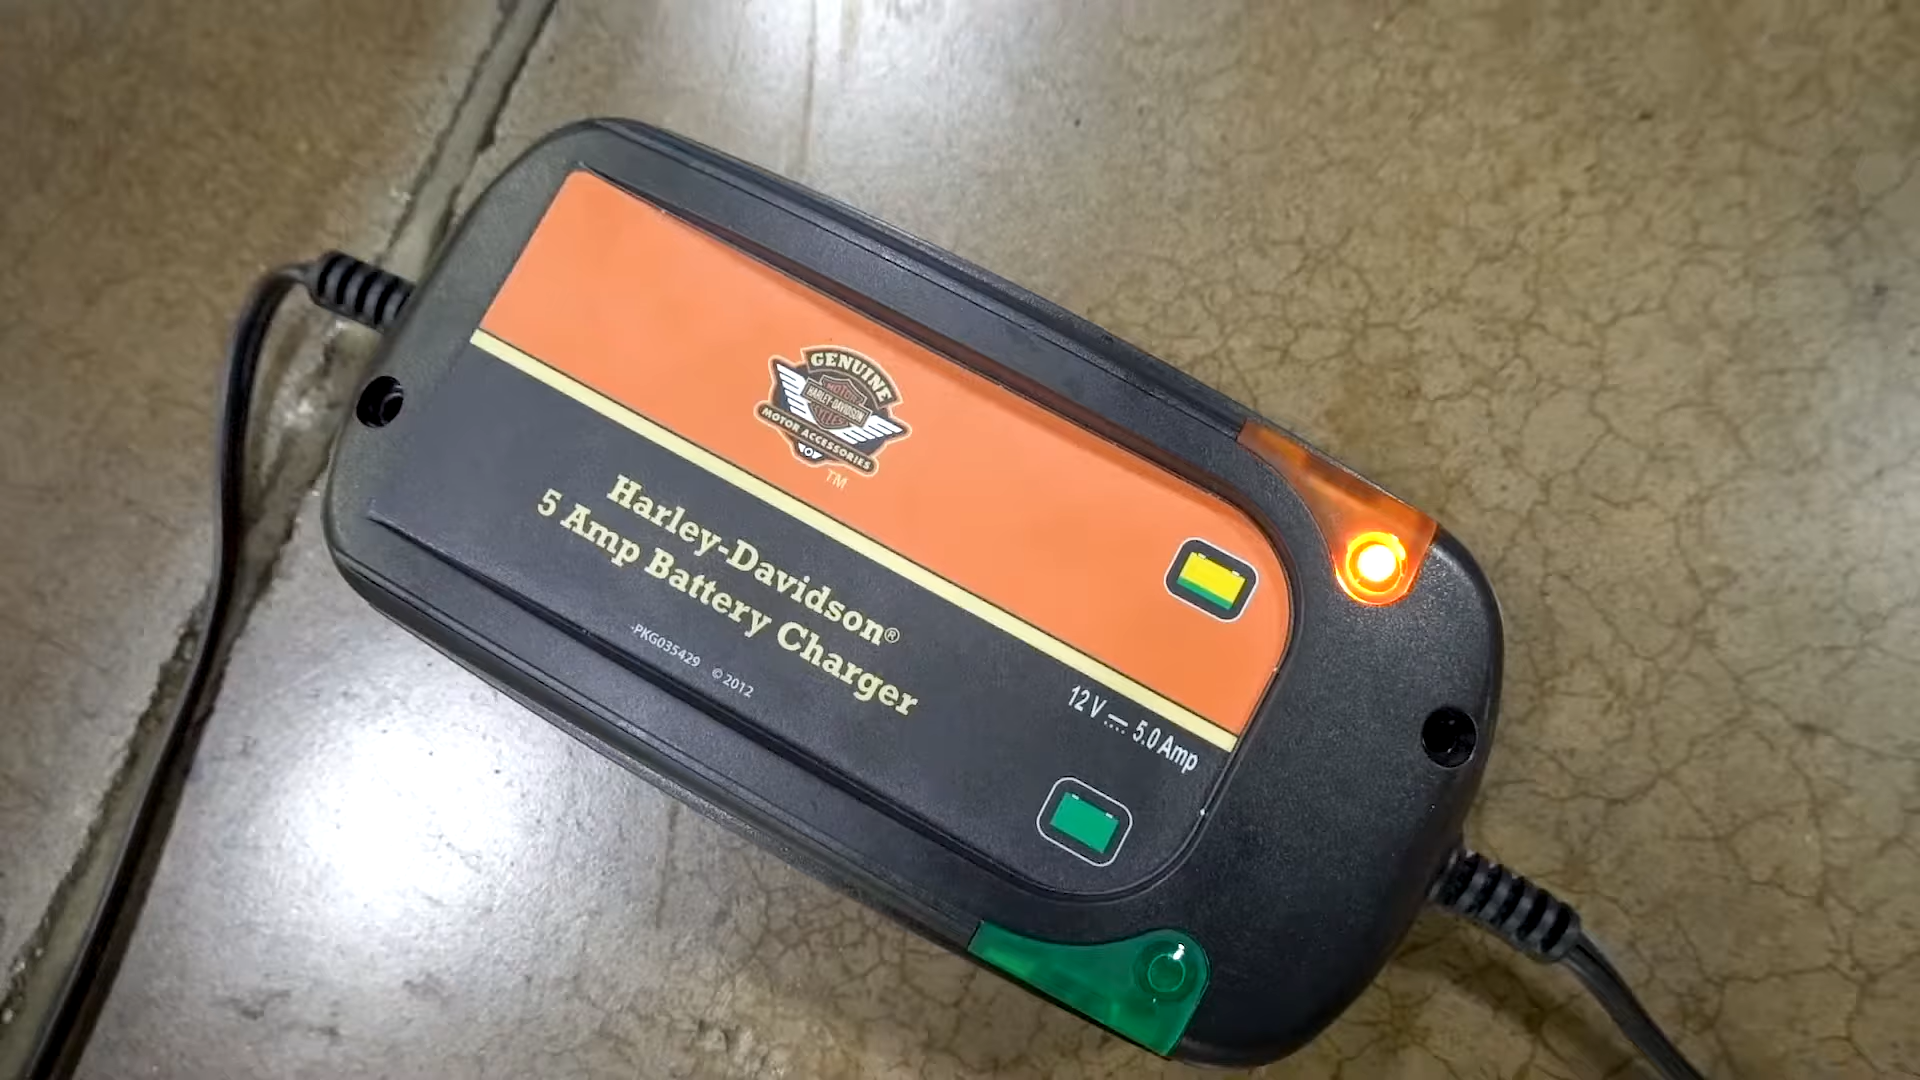 GENUINE
MOTOR
HARLEY-DAVIDSON
CYCLES
MOTOR ACCESSORIES
TM
Harley-Davidson®
5 Amp Battery Charger
-PKG035429 © 2012
12 V ⎓ 5.0 Amp